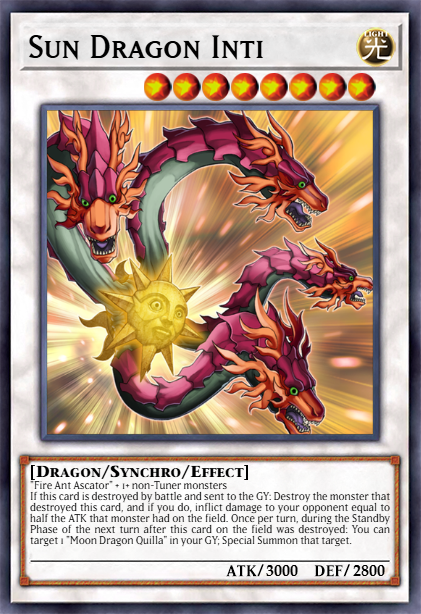 Sun Dragon Inti
LIGHT
光
[Dragon/Synchro/Effect]
"Fire Ant Ascator" + 1+ non-Tuner monsters
If this card is destroyed by battle and sent to the GY: Destroy the monster that
destroyed this card, and if you do, inflict damage to your opponent equal to
half the ATK that monster had on the field. Once per turn, during the Standby
Phase of the next turn after this card on the field was destroyed: You can
target 1 "Moon Dragon Quilla" in your GY; Special Summon that target.
ATK/3000 DEF/2800